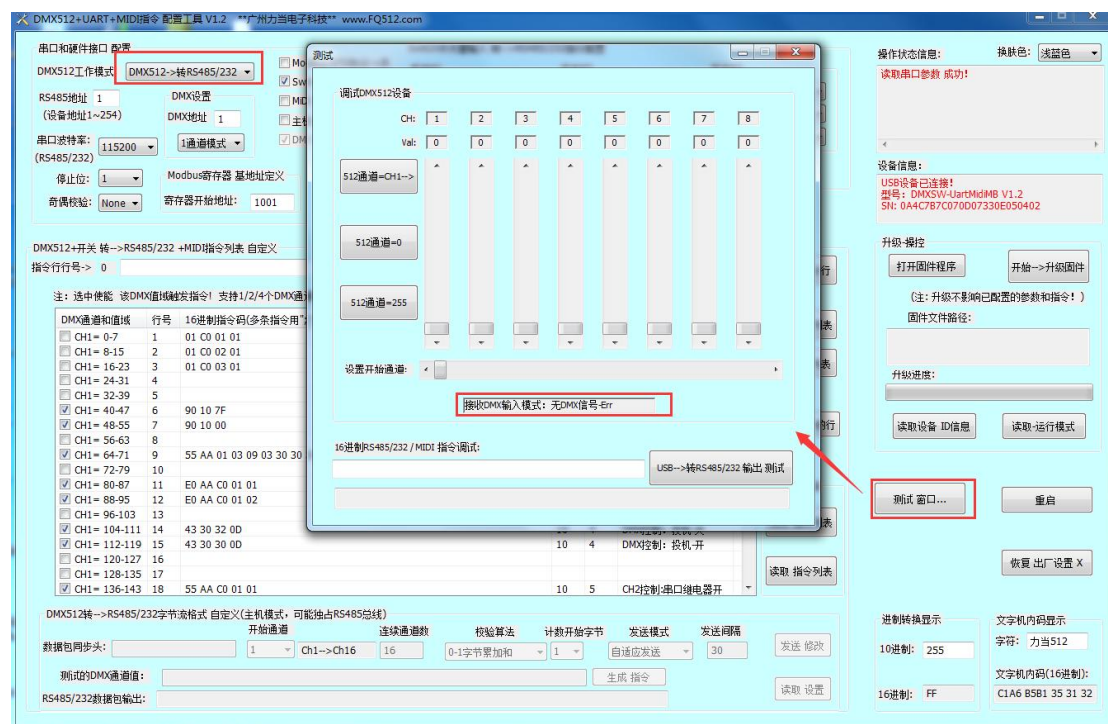 DMX512+UART+MIDI指令 配置工具 V1.2 **广州力当电子科技** www.FQ512.com
串口和硬件接口 配置
DMX512工作模式 DMX512->转RS485/232
RS485地址 1
(设备地址1~254)
DMX设置
DMX地址 1
串口波特率: 115200
(RS485/232)
1通道模式
停止位: 1
奇偶校验: None
Modbus寄存器 基地址定义
寄存器开始地址: 1001
测试
调试DMX512设备
CH: 1 2 3 4 5 6 7 8
Val: 0 0 0 0 0 0 0 0
512通道=CH1-->
512通道=0
512通道=255
设置开始通道:
接收DMX输入模式: 无DMX信号-Err
16进制RS485/232 / MIDI 指令调试:
USB-->转RS485/232 输出 测试
操作状态信息: 换肤色: 浅蓝色
读取串口参数 成功!
设备信息:
USB设备已连接!
型号: DMXSW-UartMidiMB V1.2
SN: 0A4C7B7C070D07330E050402
升级-操控
打开固件程序 开始-->升级固件
(注: 升级不影响已配置的参数和指令! )
固件文件路径:
升级进度:
读取设备 ID信息 读取-运行模式
测试 窗口... 重启
恢复 出厂设置 X
DMX512+开关 转-->RS485/232 +MIDI指令列表 自定义
指令行行号-> 0
注: 选中使能 该DMX值域触发指令! 支持1/2/4个DMX通
DMX通道和值域 行号 16进制指令码(多条指令用"
CH1= 0-7 1 01 C0 01 01
CH1= 8-15 2 01 C0 02 01
CH1= 16-23 3 01 C0 03 01
CH1= 24-31 4
CH1= 32-39 5
CH1= 40-47 6 90 10 7F
CH1= 48-55 7 90 10 00
CH1= 56-63 8
CH1= 64-71 9 55 AA 01 03 09 03 30 30
CH1= 72-79 10
CH1= 80-87 11 E0 AA C0 01 01
CH1= 88-95 12 E0 AA C0 01 02
CH1= 96-103 13
CH1= 104-111 14 43 30 32 0D
CH1= 112-119 15 43 30 30 0D 10 4 DMX控制: 投机-开
CH1= 120-127 16
CH1= 128-135 17
CH1= 136-143 18 55 AA C0 01 01 10 5 CH2控制:串口继电器开
读取 指令列表
DMX512转-->RS485/232字节流格式 自定义(主机模式, 可能独占RS485总线)
开始通道 连续通道数 校验算法 计数开始字节 发送模式 发送间隔
数据包同步头: 1 Ch1-->Ch16 16 0-1字节累加和 1 自适应发送 30 发送 修改
测试的DMX通道值: 生成 指令
RS485/232数据包输出: 读取 设置
进制转换显示
10进制: 255
16进制: FF
文字机内码显示
字符: 力当512
文字机内码(16进制):
C1A6 B5B1 35 31 32